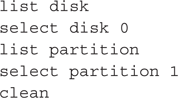 list disk
select disk 0
list partition
select partition 1
clean